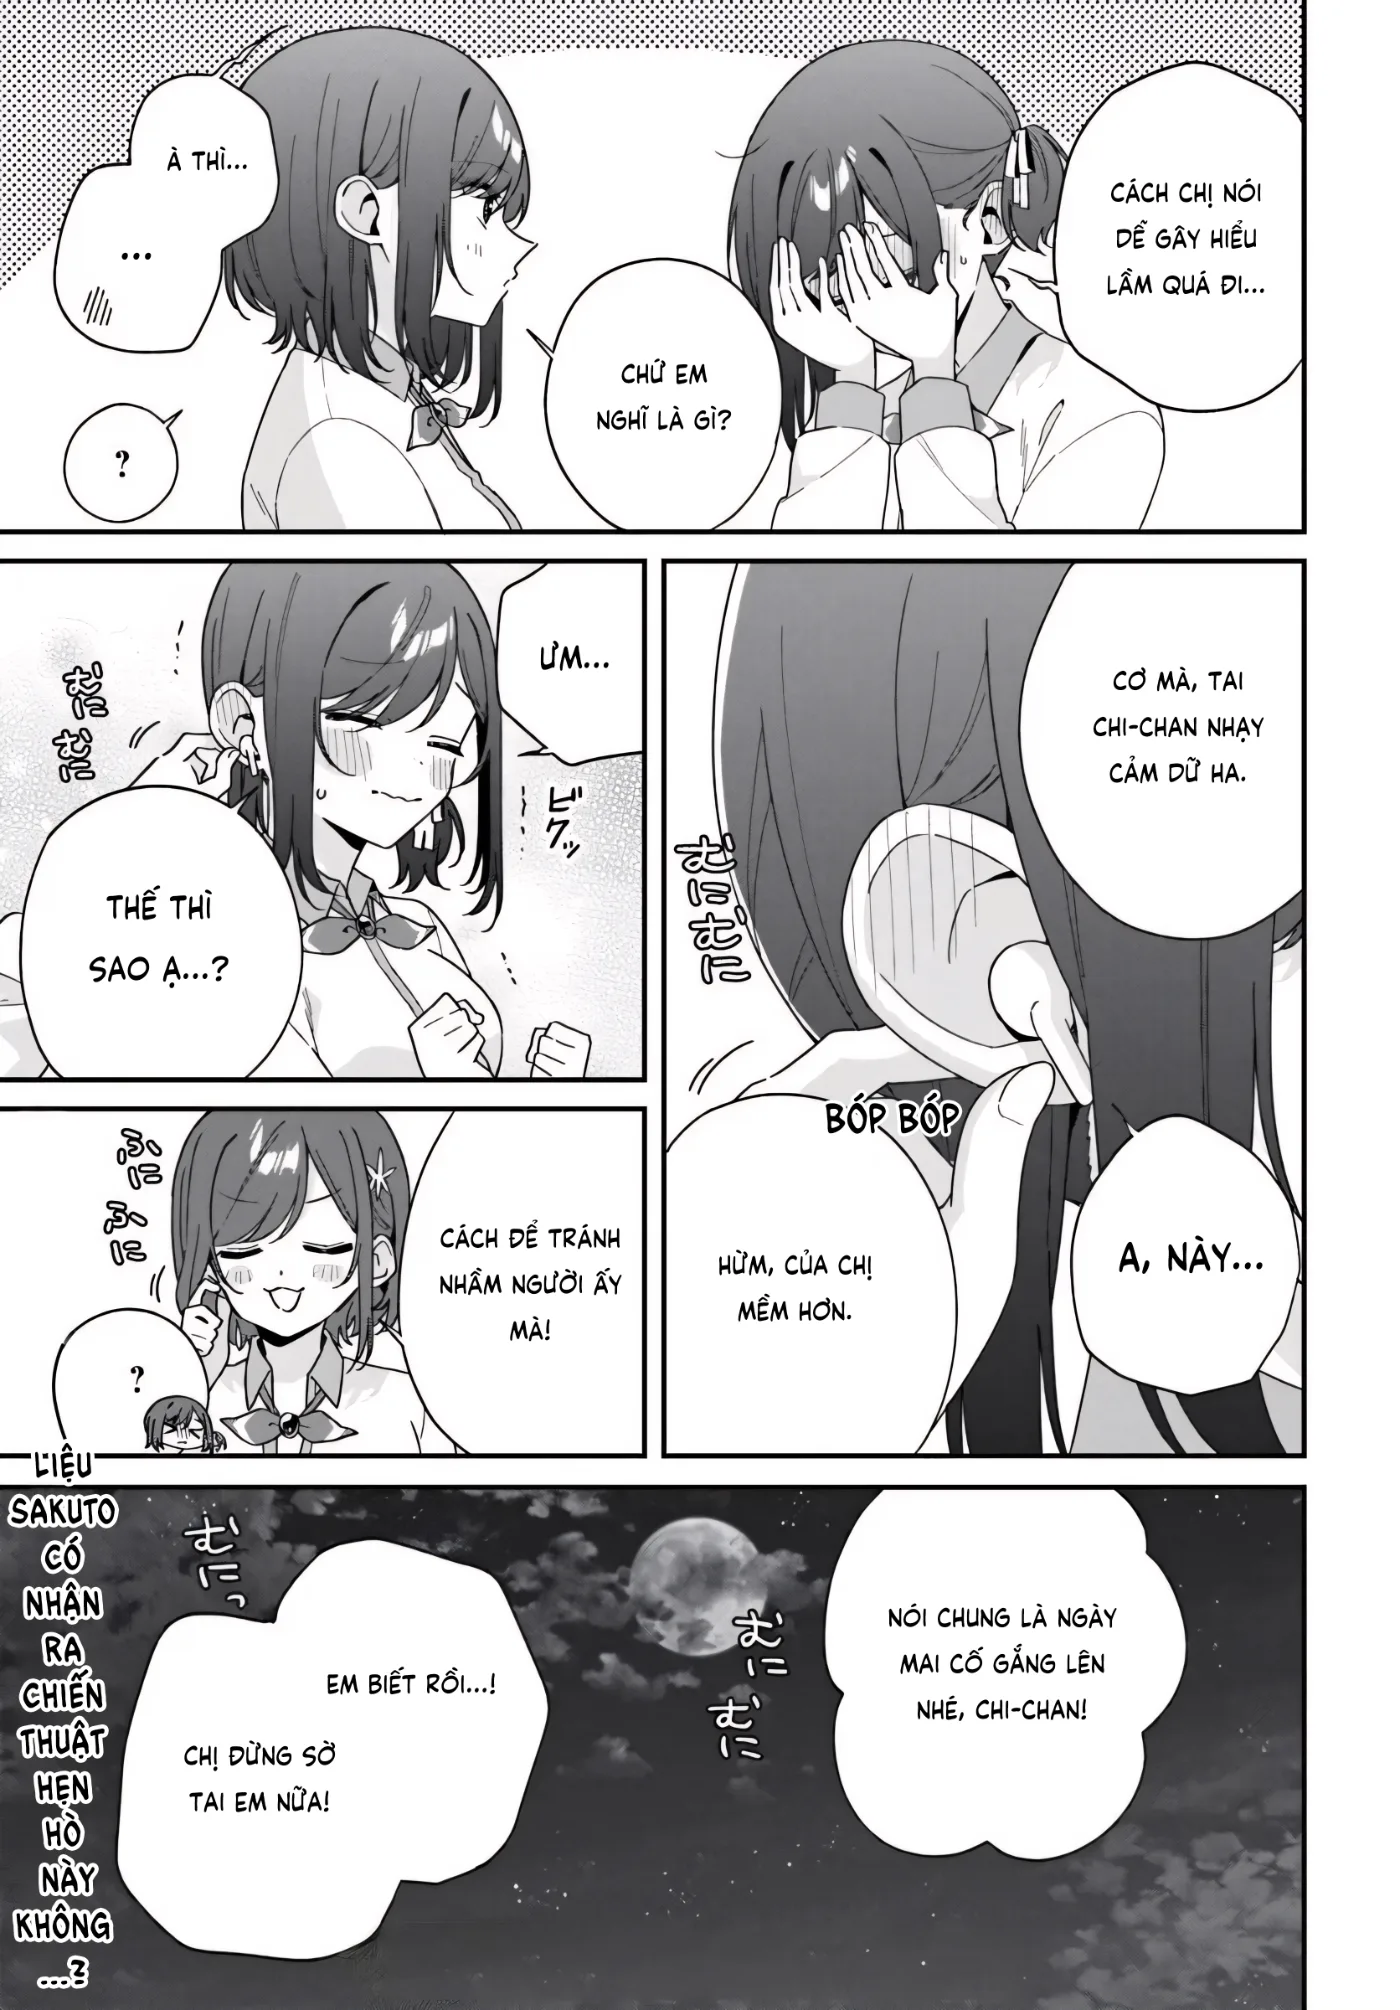 CÁCH CHỊ NÓI
DỄ GÂY HIỂU
LẦM QUÁ ĐI...
CHỨ EM
NGHĨ LÀ GÌ?
À THÌ...
...
?
CƠ MÀ, TAI
CHI-CHAN NHẠY
CẢM DỮ HA.
むにむに
BÓP BÓP
A, NÀY...
HỪM, CỦA CHỊ
MỀM HƠN.
ƯM...
ビクッ
むにむに
THẾ THÌ
SAO Ạ...?
CÁCH ĐỂ TRÁNH
NHẦM NGƯỜI ẤY
MÀ!
ふにふに
?
NÓI CHUNG LÀ NGÀY
MAI CỐ GẮNG LÊN
NHÉ, CHI-CHAN!
むにむに
むにっ
EM BIẾT RỒI...!
CHỊ ĐỪNG SỜ
TAI EM NỮA!
LIỆU
SAKUTO
CÓ
NHẬN
RA
CHIẾN
THUẬT
HẸN
HÒ
NÀY
KHÔNG
...?